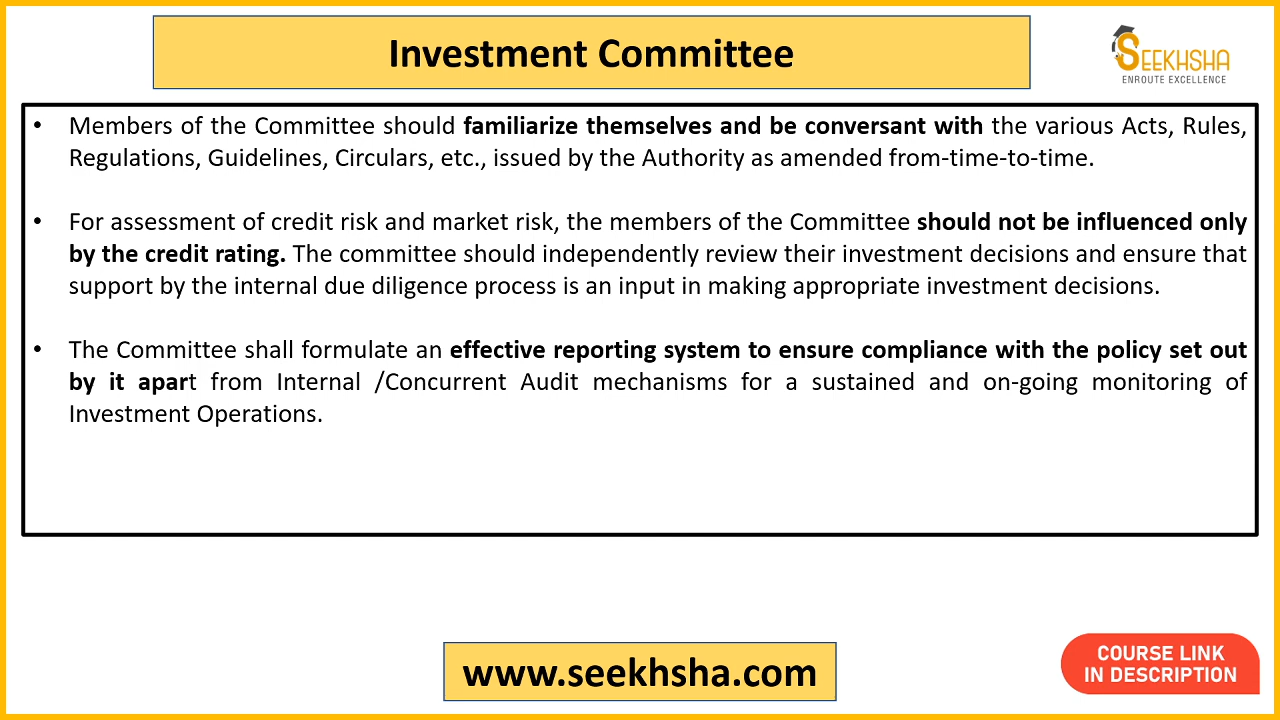 Investment Committee
SEEKHSHA
ENROUTE EXCELLENCE
• Members of the Committee should familiarize themselves and be conversant with the various Acts, Rules,
Regulations, Guidelines, Circulars, etc., issued by the Authority as amended from-time-to-time.
• For assessment of credit risk and market risk, the members of the Committee should not be influenced only
by the credit rating. The committee should independently review their investment decisions and ensure that
support by the internal due diligence process is an input in making appropriate investment decisions.
• The Committee shall formulate an effective reporting system to ensure compliance with the policy set out
by it apart from Internal /Concurrent Audit mechanisms for a sustained and on-going monitoring of
Investment Operations.
www.seekhsha.com
COURSE LINK
IN DESCRIPTION